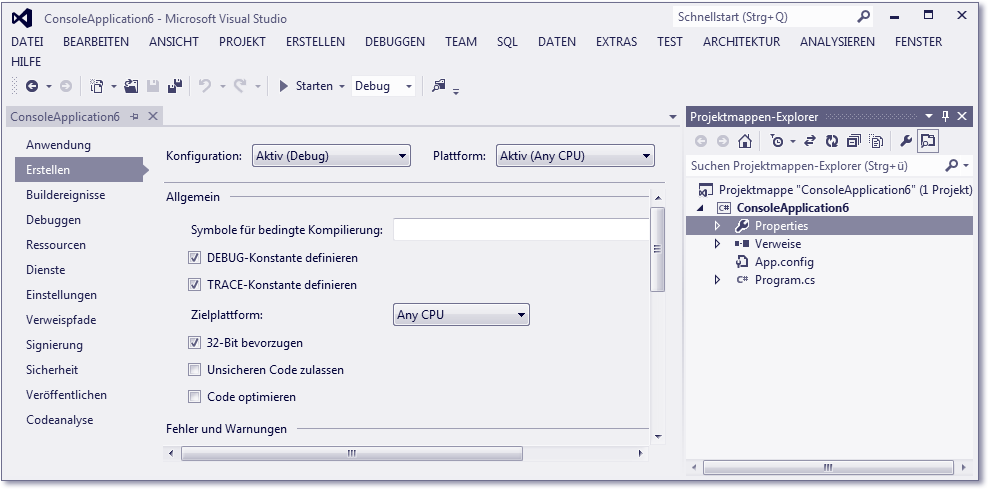 ConsoleApplication6 - Microsoft Visual Studio
Schnellstart (Strg+Q)
DATEI BEARBEITEN ANSICHT PROJEKT ERSTELLEN DEBUGGEN TEAM SQL DATEN EXTRAS TEST ARCHITEKTUR ANALYSIEREN FENSTER
HILFE
Starten Debug
ConsoleApplication6
Anwendung
Erstellen
Buildereignisse
Debuggen
Ressourcen
Dienste
Einstellungen
Verweispfade
Signierung
Sicherheit
Veröffentlichen
Codeanalyse
Konfiguration: Aktiv (Debug) Plattform: Aktiv (Any CPU)
Allgemein
Symbole für bedingte Kompilierung:
DEBUG-Konstante definieren
TRACE-Konstante definieren
Zielplattform: Any CPU
32-Bit bevorzugen
Unsicheren Code zulassen
Code optimieren
Fehler und Warnungen
Projektmappen-Explorer
Suchen Projektmappen-Explorer (Strg+ü)
Projektmappe "ConsoleApplication6" (1 Projekt)
C# ConsoleApplication6
Properties
Verweise
App.config
C# Program.cs